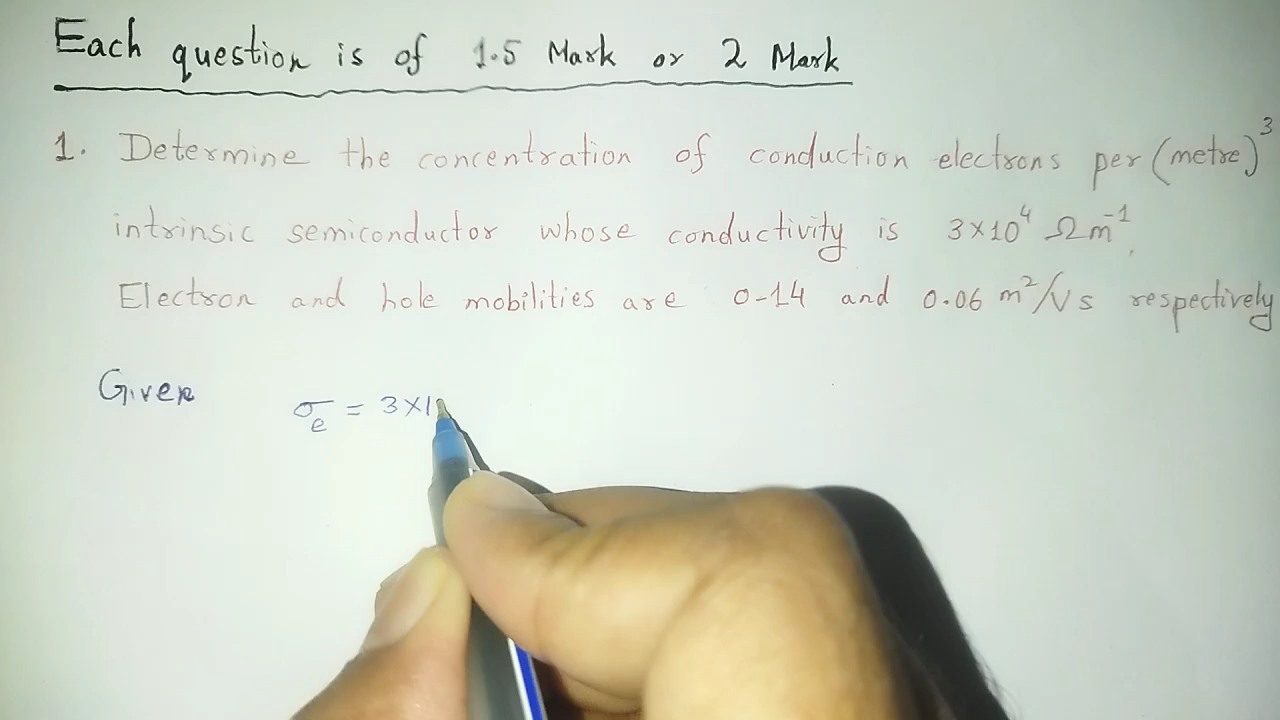 Each question is of 1.5 Mark or 2 Mark
1. Determine the concentration of conduction electrons per (metre)³
intrinsic semiconductor whose conductivity is 3×10⁴ Ωm⁻¹.
Electron and hole mobilities are 0.14 and 0.06 m²/Vs respectively
Given σe = 3×1